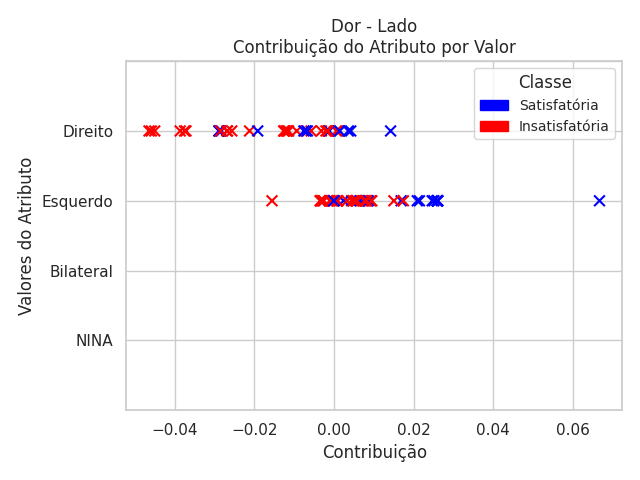 Dor - Lado
Contribuição do Atributo por Valor
Classe
Satisfatória
Insatisfatória
Valores do Atributo
Direito
Esquerdo
Bilateral
NINA
−0.04
−0.02
0.00
0.02
0.04
0.06
Contribuição